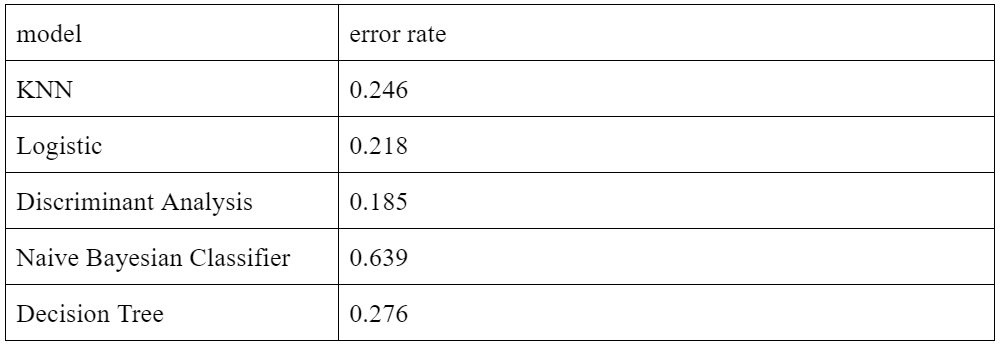 model error rate
KNN 0.246
Logistic 0.218
Discriminant Analysis 0.185
Naive Bayesian Classifier 0.639
Decision Tree 0.276